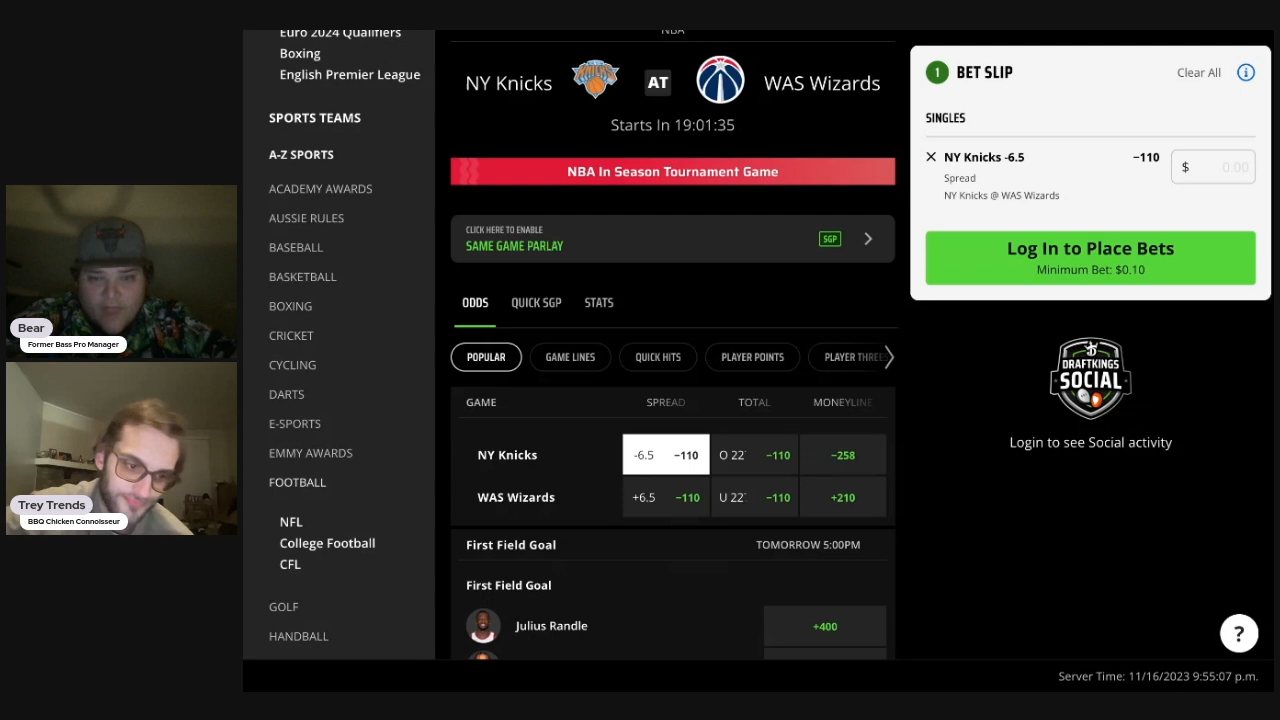 Euro 2024 Qualifiers
Boxing
English Premier League
SPORTS TEAMS
A-Z SPORTS
ACADEMY AWARDS
AUSSIE RULES
BASEBALL
BASKETBALL
BOXING
CRICKET
CYCLING
DARTS
E-SPORTS
EMMY AWARDS
FOOTBALL
NFL
College Football
CFL
GOLF
HANDBALL
Bear
Former Bass Pro Manager
Trey Trends
BBQ Chicken Connoisseur
NBA
NY Knicks AT WAS Wizards
Starts In 19:01:35
NBA In Season Tournament Game
CLICK HERE TO ENABLE
SAME GAME PARLAY SGP
ODDS QUICK SGP STATS
POPULAR GAME LINES QUICK HITS PLAYER POINTS PLAYER THREES
GAME SPREAD TOTAL MONEYLINE
NY Knicks -6.5 −110 O 22 −110 −258
WAS Wizards +6.5 −110 U 22 −110 +210
First Field Goal TOMORROW 5:00PM
First Field Goal
Julius Randle +400
1 BET SLIP Clear All
SINGLES
NY Knicks -6.5 −110 $ 0.00
Spread
NY Knicks @ WAS Wizards
Log In to Place Bets
Minimum Bet: $0.10
DRAFTKINGS
SOCIAL
Login to see Social activity
?
Server Time: 11/16/2023 9:55:07 p.m.